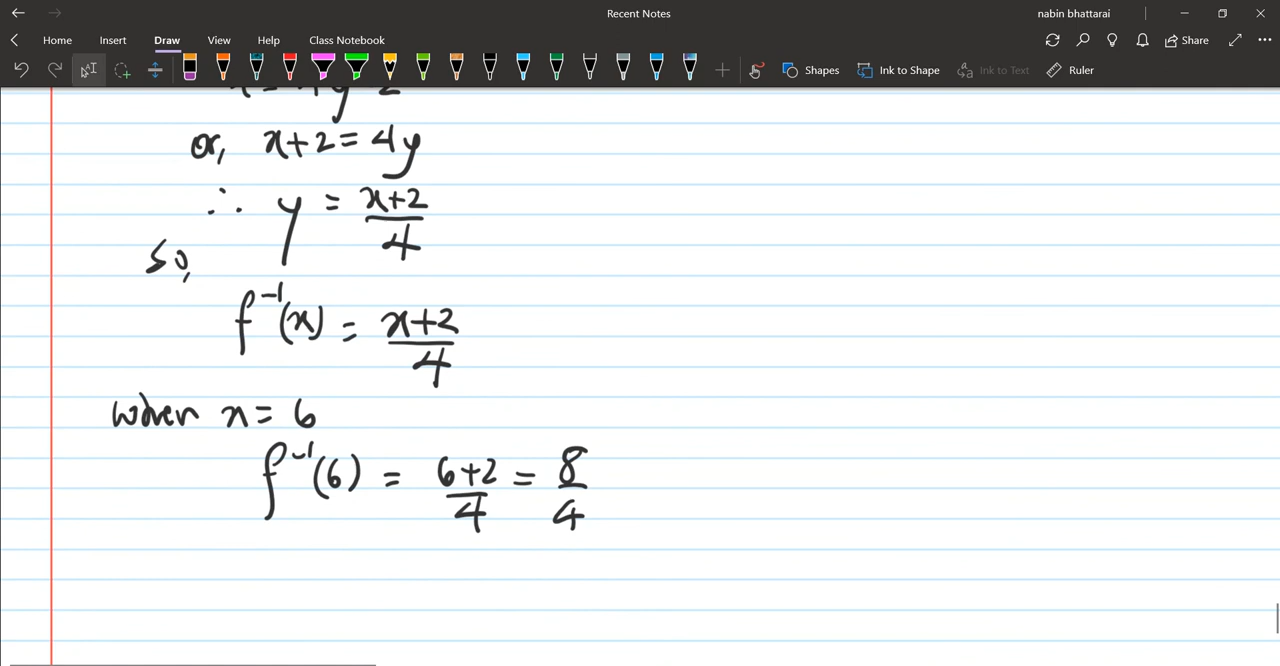 Recent Notes
nabin bhattarai
Home Insert Draw View Help Class Notebook
Share
Shapes Ink to Shape Ink to Text Ruler
or, x+2 = 4y
∴ y = x+2/4
So,
f⁻¹(x) = x+2/4
when x = 6
f⁻¹(6) = 6+2/4 = 8/4